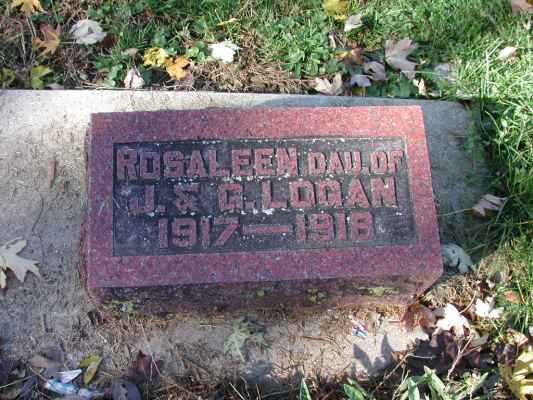 ROSALEEN DAU. OF
J. & G. LOGAN
1917—1918